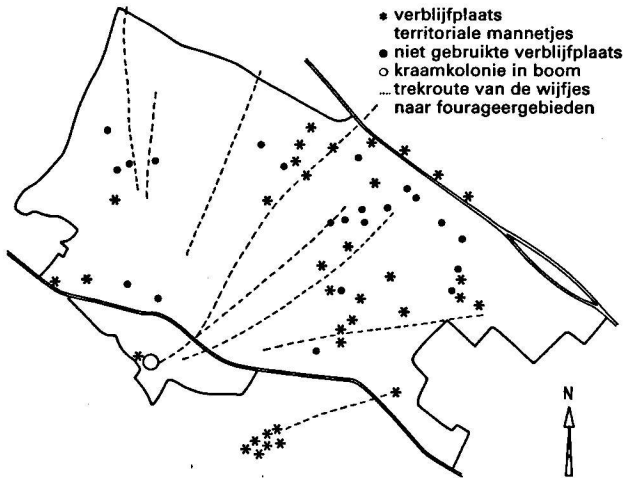 * verblijfplaats
territoriale mannetjes
● niet gebruikte verblijfplaats
○ kraamkolonie in boom
.... trekroute van de wijfjes
naar fourageergebieden
N